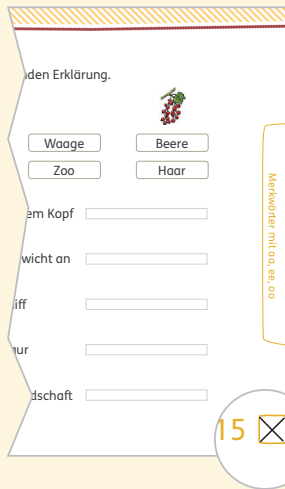 den Erklärung.
Waage Beere
Zoo Haar
em Kopf
wicht an
iff
ur
dschaft
Merkwörter mit aa, ee, oo
15